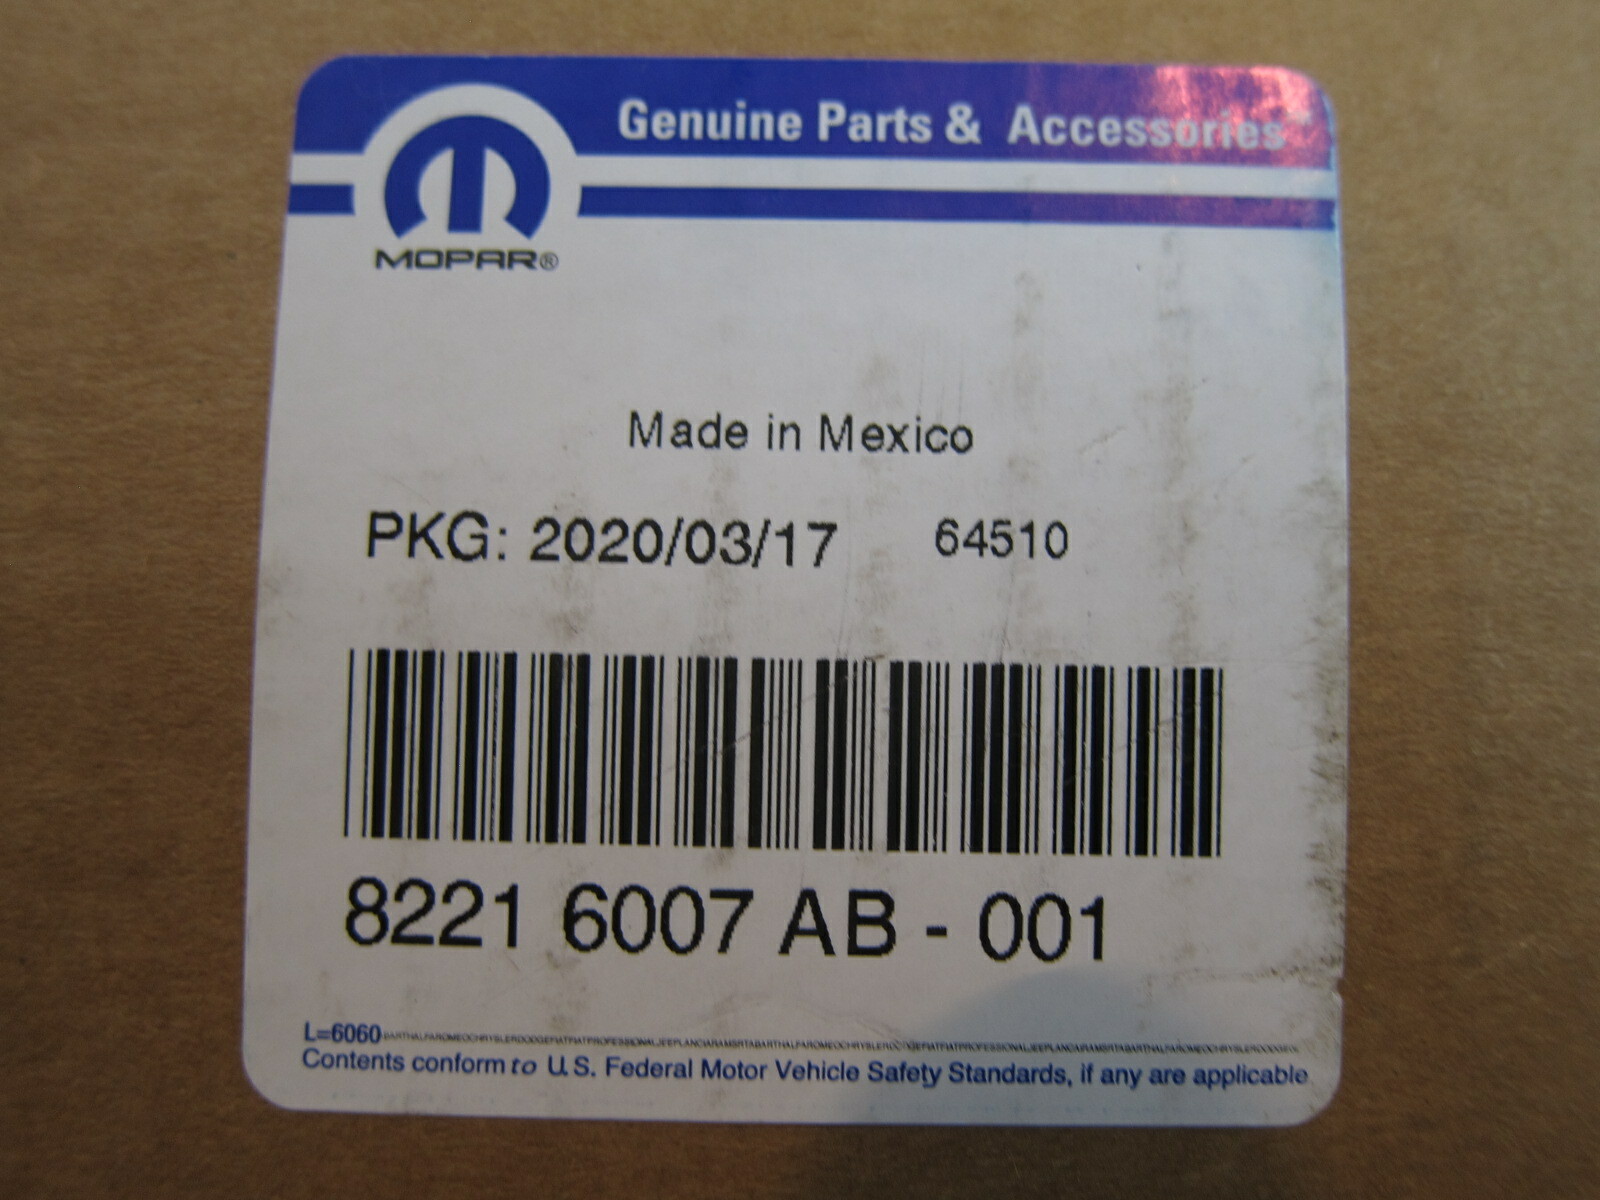 Genuine Parts & Accessories™
MOPAR®
Made in Mexico
PKG: 2020/03/17 64510
8221 6007 AB - 001
L=6060
Contents conform to U.S. Federal Motor Vehicle Safety Standards, if any are applicable